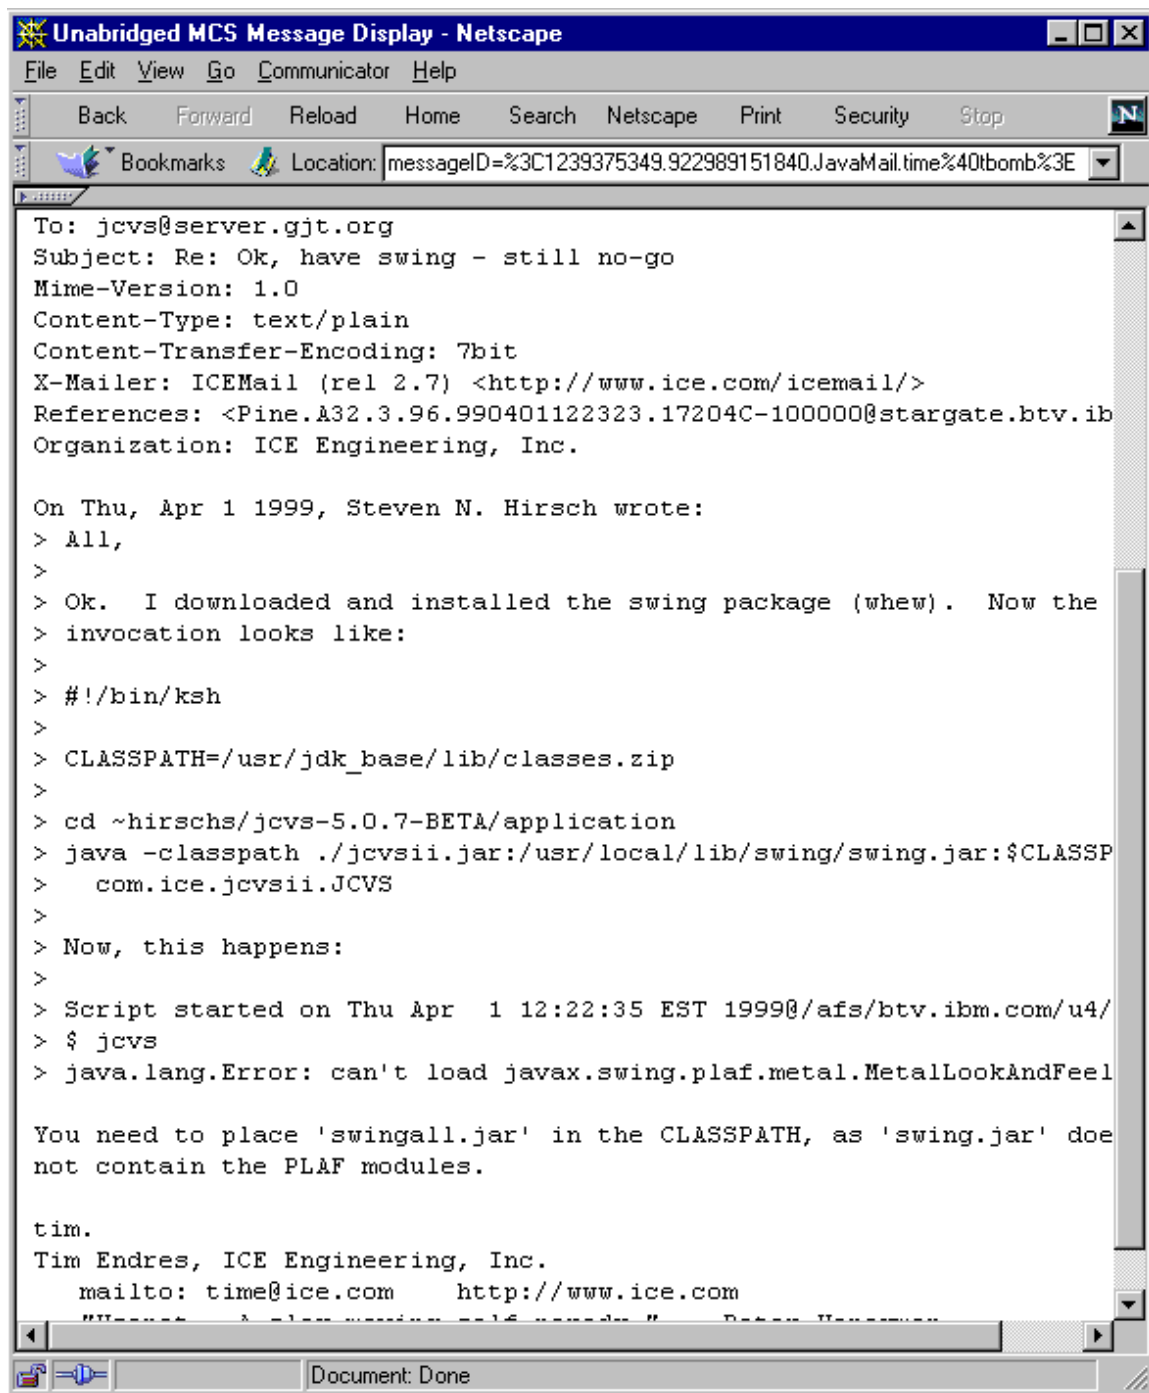 Unabridged MCS Message Display - Netscape
File Edit View Go Communicator Help
Back Forward Reload Home Search Netscape Print Security Stop
N
Bookmarks Location: messageID=%3C1239375349.922989151840.JavaMail.time%40tbomb%3E
To: jcvs@server.gjt.org
Subject: Re: Ok, have swing - still no-go
Mime-Version: 1.0
Content-Type: text/plain
Content-Transfer-Encoding: 7bit
X-Mailer: ICEMail (rel 2.7) <http://www.ice.com/icemail/>
References: <Pine.A32.3.96.990401122323.17204C-100000@stargate.btv.ib
Organization: ICE Engineering, Inc.

On Thu, Apr 1 1999, Steven N. Hirsch wrote:
> All,
>
> Ok.  I downloaded and installed the swing package (whew).  Now the
> invocation looks like:
>
> #!/bin/ksh
>
> CLASSPATH=/usr/jdk_base/lib/classes.zip
>
> cd ~hirschs/jcvs-5.0.7-BETA/application
> java -classpath ./jcvsii.jar:/usr/local/lib/swing/swing.jar:$CLASSP
>   com.ice.jcvsii.JCVS
>
> Now, this happens:
>
> Script started on Thu Apr  1 12:22:35 EST 1999@/afs/btv.ibm.com/u4/
> $ jcvs
> java.lang.Error: can't load javax.swing.plaf.metal.MetalLookAndFeel

You need to place 'swingall.jar' in the CLASSPATH, as 'swing.jar' doe
not contain the PLAF modules.

tim.
Tim Endres, ICE Engineering, Inc.
   mailto: time@ice.com    http://www.ice.com
Document: Done